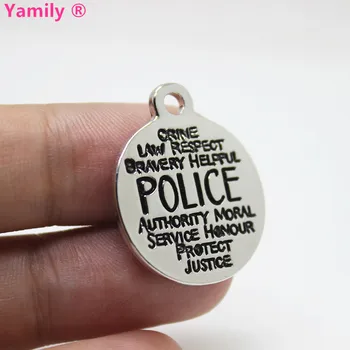 Yamily ®
CRIME
LAW RESPECT
BRAVERY HELPFUL
POLICE
AUTHORITY MORAL
SERVICE HONOUR
PROTECT
JUSTICE